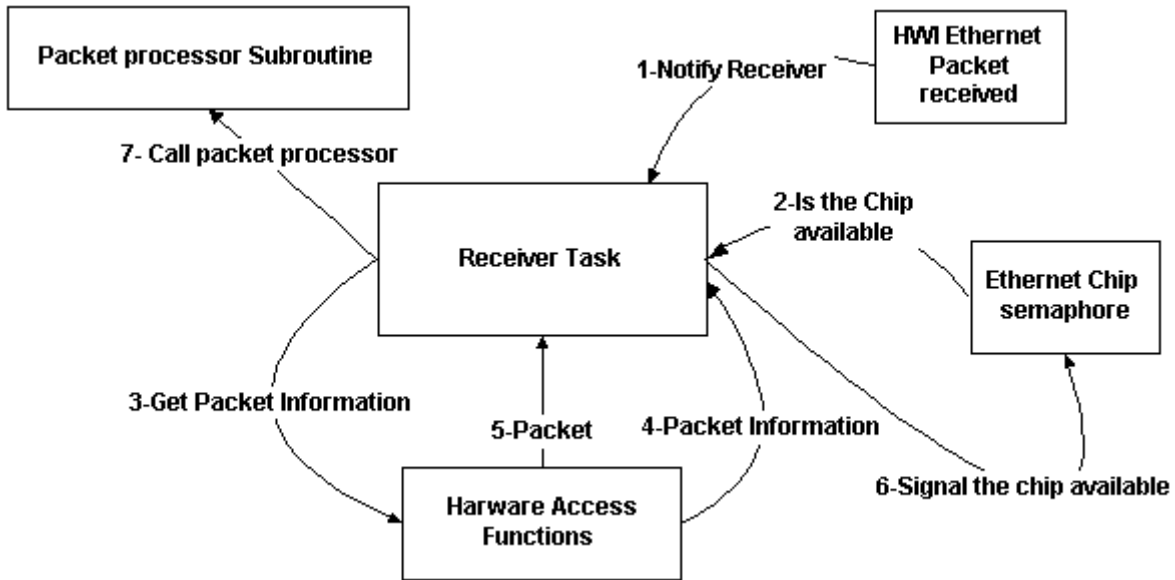 Packet processor Subroutine
HWI Ethernet
Packet
received
1-Notify Receiver
7- Call packet processor
2-Is the Chip
available
Receiver Task
Ethernet Chip
semaphore
3-Get Packet Information
5-Packet
4-Packet Information
6-Signal the chip available
Harware Access
Functions